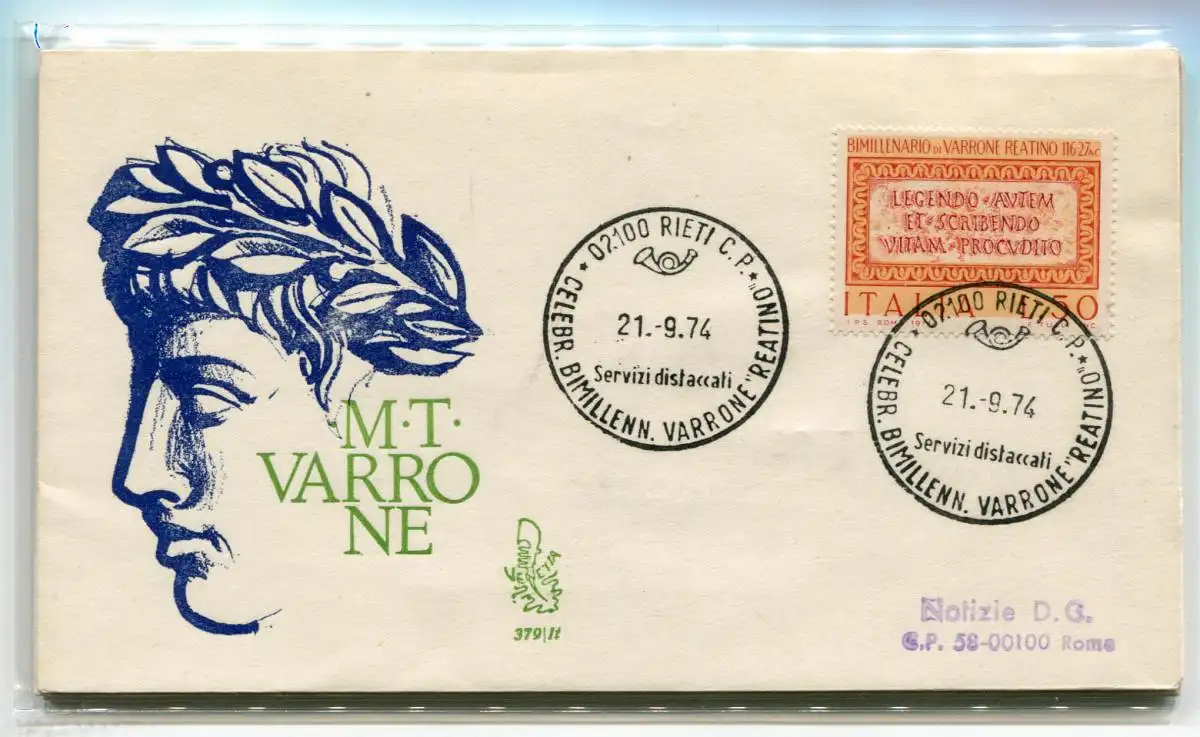 BIMILLENARIO DI VARRONE REATINO 116-27 A.C.
LEGENDO AVTEM
ET SCRIBENDO
VITAM PROCVDITO
ITALIA 50
I.P.S. ROMA
02100 RIETI C.P.
21.-9.74
Servizi distaccati
CELEBR. BIMILLENN. VARRONE "REATINO"
02100 RIETI C.P.
21.-9.74
Servizi distaccati
CELEBR. BIMILLENN. VARRONE "REATINO"
M·T·
VARRO
NE
379/It
Notizie D.G.
C.P. 58-00100 Roma